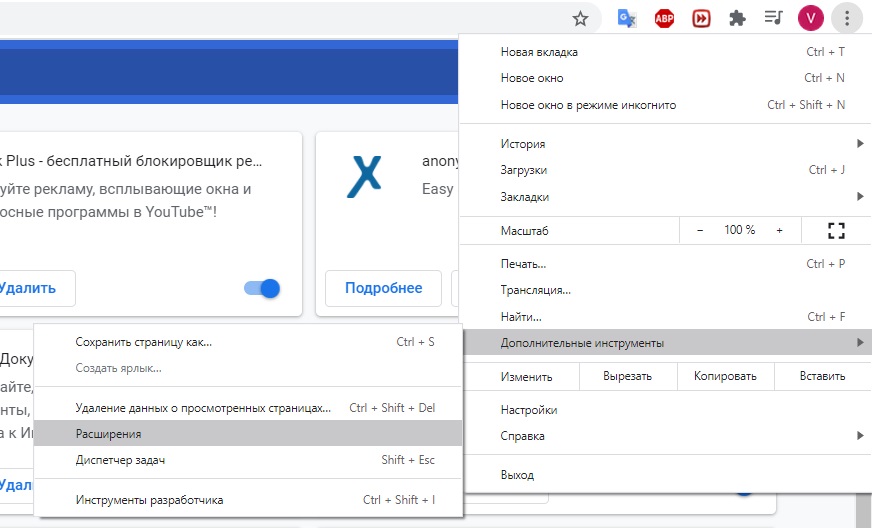 ABP
V
Новая вкладка Ctrl + T
Новое окно Ctrl + N
Новое окно в режиме инкогнито Ctrl + Shift + N
История
Загрузки Ctrl + J
Закладки
Масштаб − 100 % +
Печать... Ctrl + P
Трансляция...
Найти... Ctrl + F
Дополнительные инструменты
Изменить Вырезать Копировать Вставить
Настройки
Справка
Выход
k Plus - бесплатный блокировщик ре...
уйте рекламу, всплывающие окна и
осные программы в YouTube™!
Удалить
anony
Easy
Подробнее
Сохранить страницу как... Ctrl + S
Создать ярлык...
Удаление данных о просмотренных страницах... Ctrl + Shift + Del
Расширения
Диспетчер задач Shift + Esc
Инструменты разработчика Ctrl + Shift + I
Доку
айте,
нты,
а к И
Удал